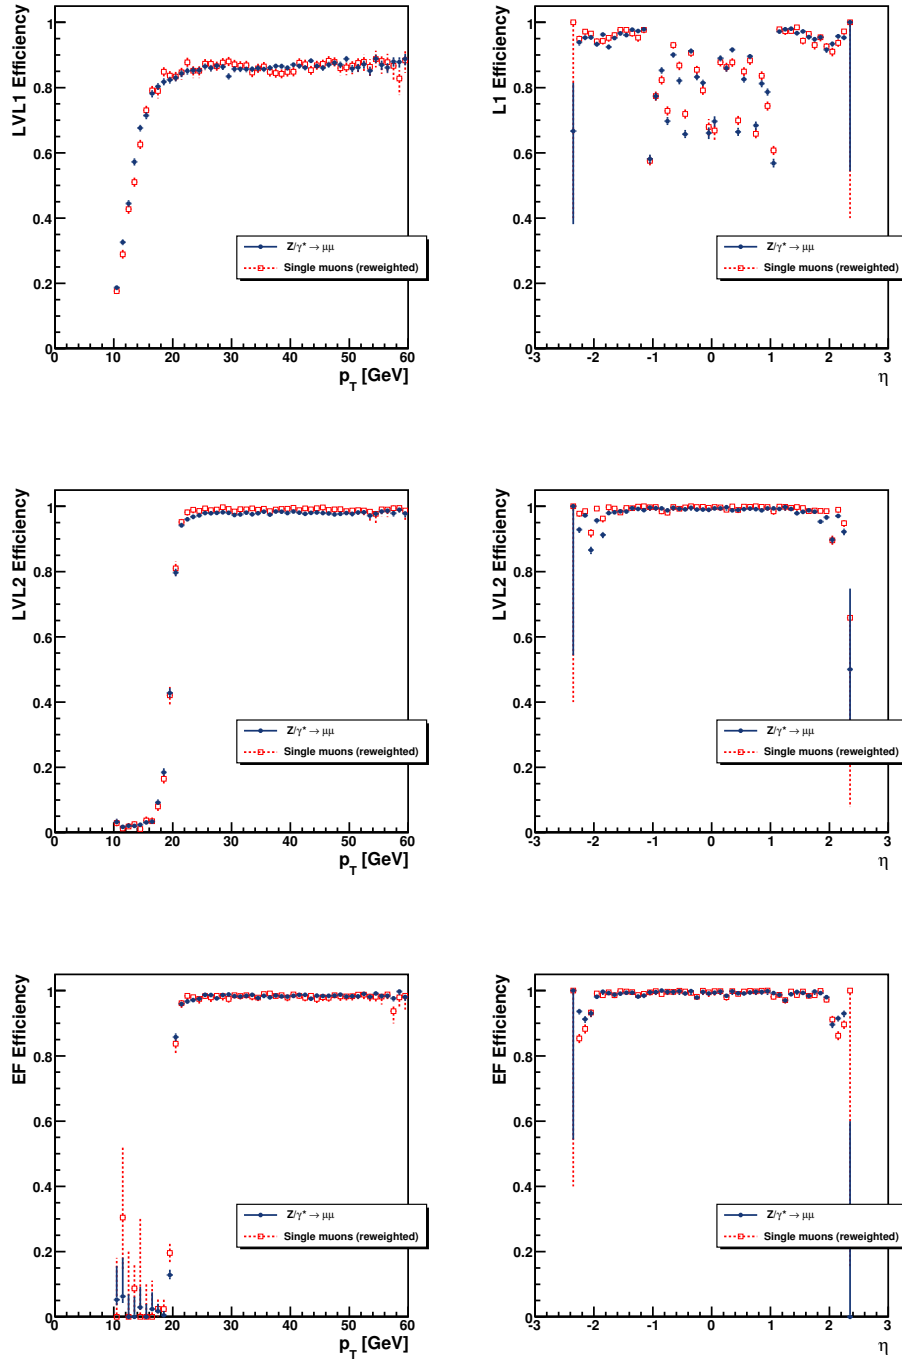 LVL1 Efficiency
1
0.8
0.6
0.4
0.2
0
Z/γ* → μμ
Single muons (reweighted)
0 10 20 30 40 50 60
p_T [GeV]
L1 Efficiency
1
0.8
0.6
0.4
0.2
0
Z/γ* → μμ
Single muons (reweighted)
-3 -2 -1 0 1 2 3
η
LVL2 Efficiency
1
0.8
0.6
0.4
0.2
0
Z/γ* → μμ
Single muons (reweighted)
0 10 20 30 40 50 60
p_T [GeV]
LVL2 Efficiency
1
0.8
0.6
0.4
0.2
0
Z/γ* → μμ
Single muons (reweighted)
-3 -2 -1 0 1 2 3
η
EF Efficiency
1
0.8
0.6
0.4
0.2
0
Z/γ* → μμ
Single muons (reweighted)
0 10 20 30 40 50 60
p_T [GeV]
EF Efficiency
1
0.8
0.6
0.4
0.2
0
Z/γ* → μμ
Single muons (reweighted)
-3 -2 -1 0 1 2 3
η